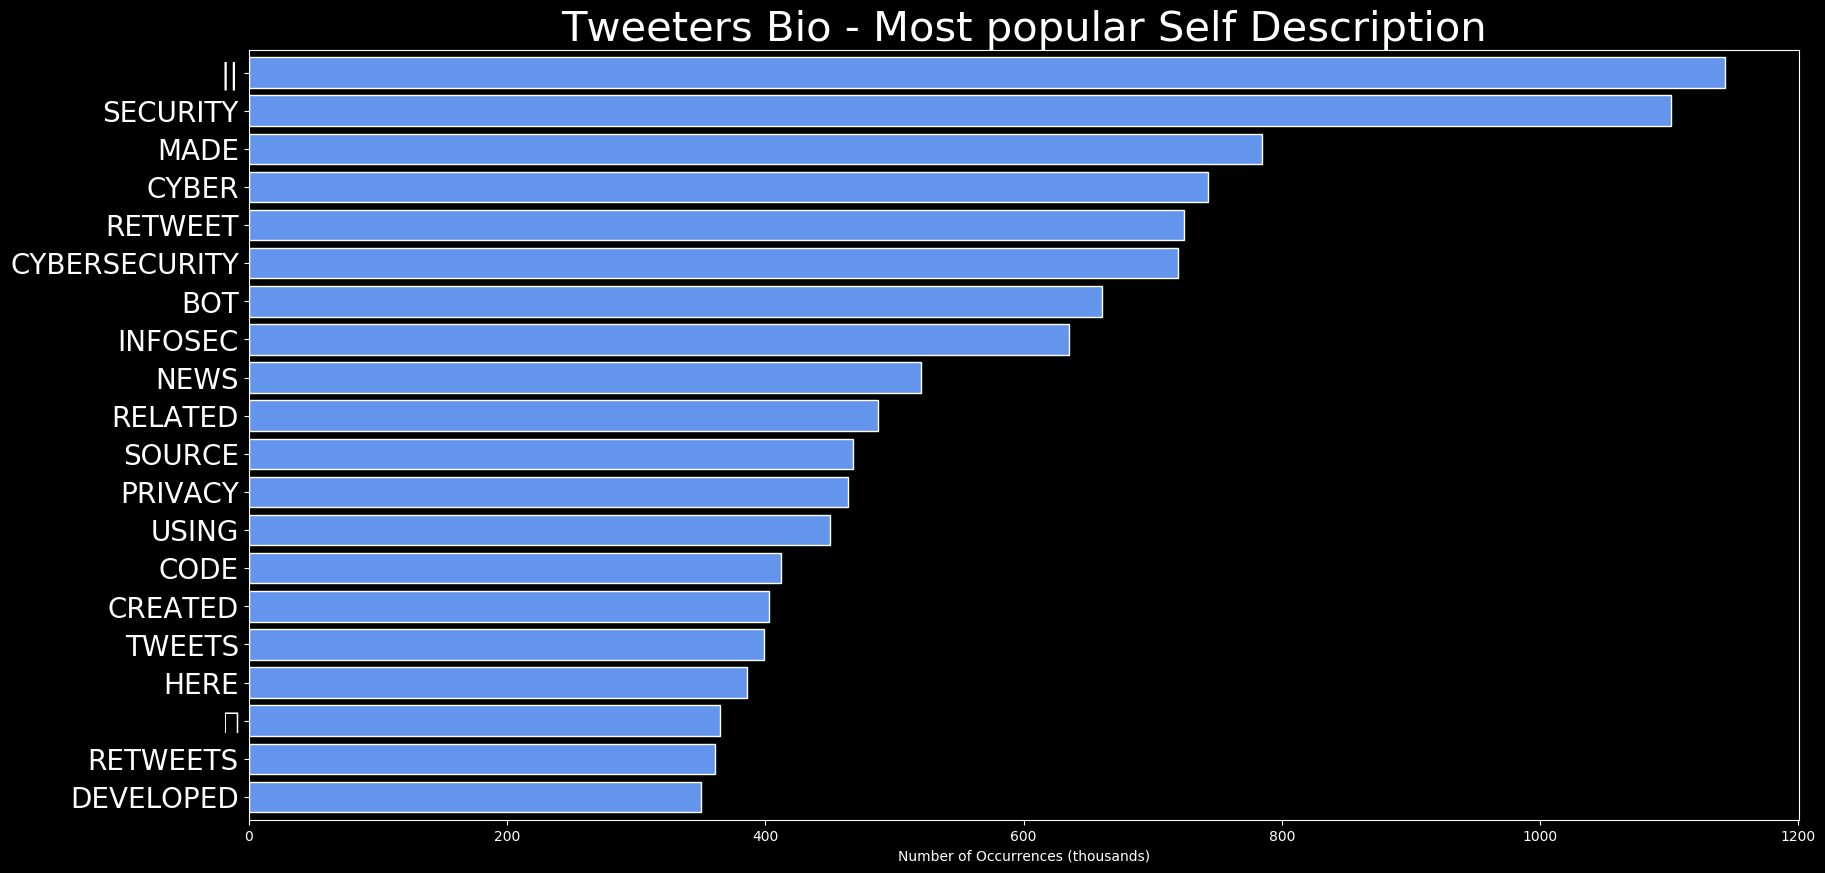 Tweeters Bio - Most popular Self Description
||
SECURITY
MADE
CYBER
RETWEET
CYBERSECURITY
BOT
INFOSEC
NEWS
RELATED
SOURCE
PRIVACY
USING
CODE
CREATED
TWEETS
HERE
RETWEETS
DEVELOPED
0 200 400 600 800 1000 1200
Number of Occurrences (thousands)